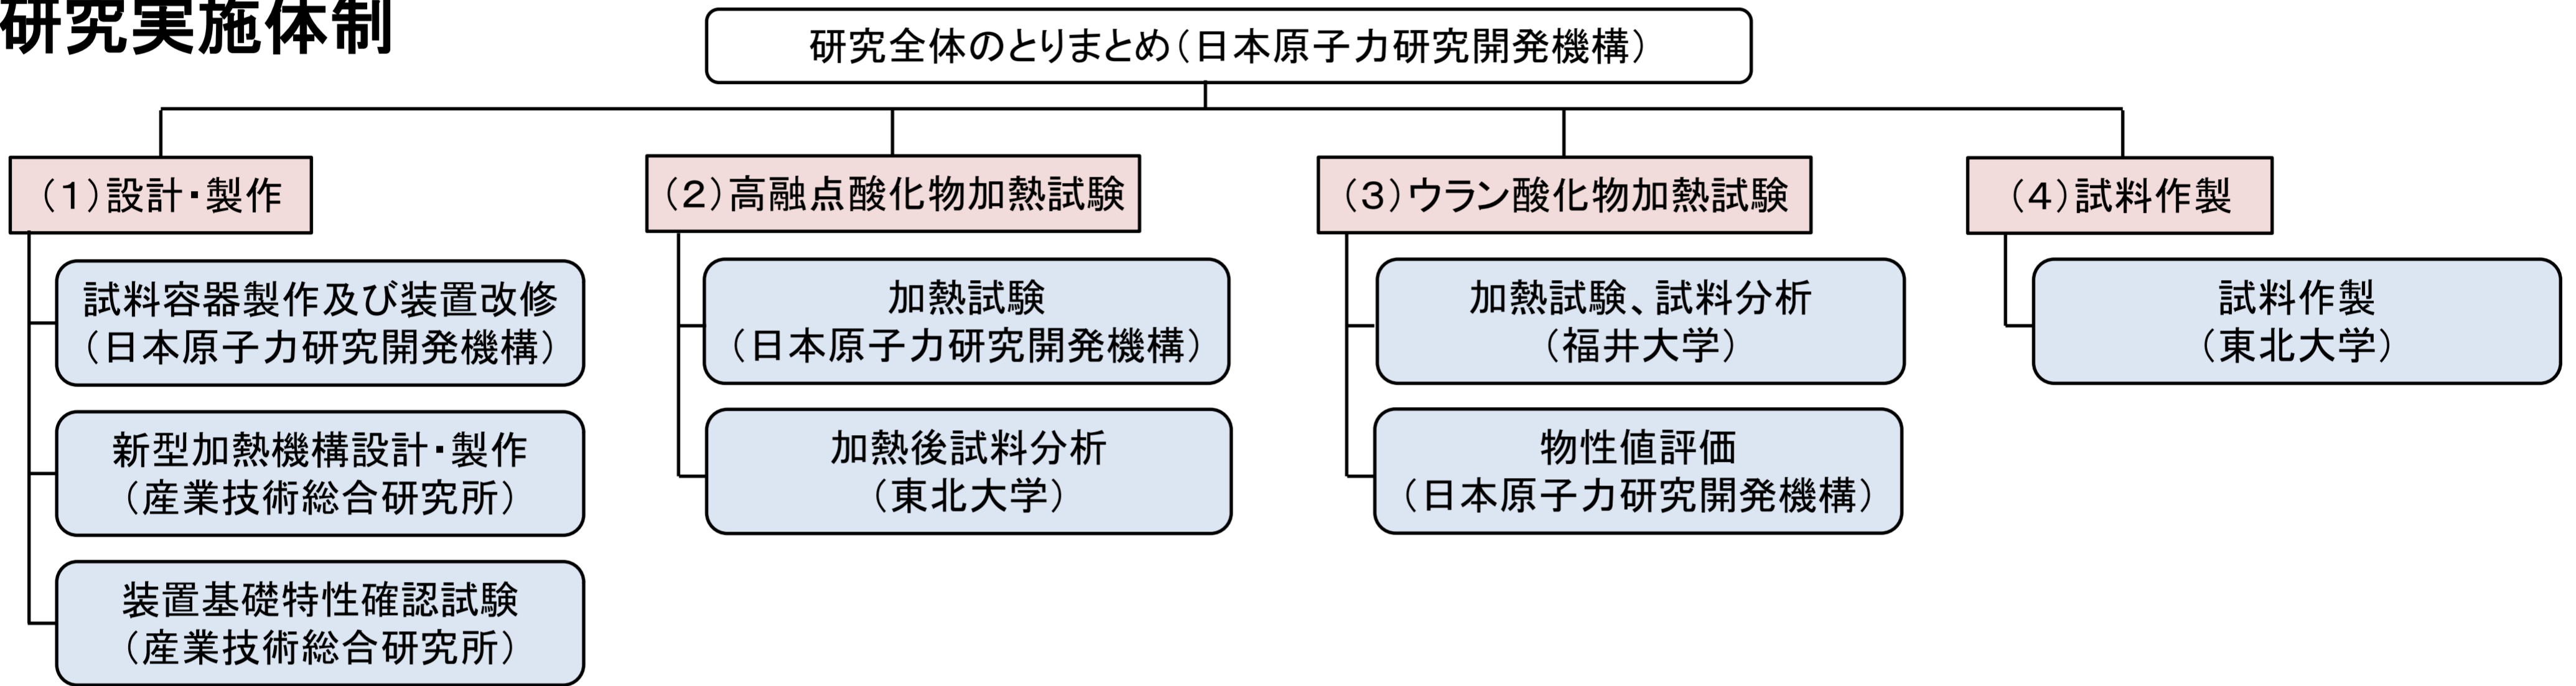 研究実施体制
研究全体のとりまとめ（日本原子力研究開発機構）
（１）設計・製作
試料容器製作及び装置改修
（日本原子力研究開発機構）
新型加熱機構設計・製作
（産業技術総合研究所）
装置基礎特性確認試験
（産業技術総合研究所）
（２）高融点酸化物加熱試験
加熱試験
（日本原子力研究開発機構）
加熱後試料分析
（東北大学）
（３）ウラン酸化物加熱試験
加熱試験、試料分析
（福井大学）
物性値評価
（日本原子力研究開発機構）
（４）試料作製
試料作製
（東北大学）